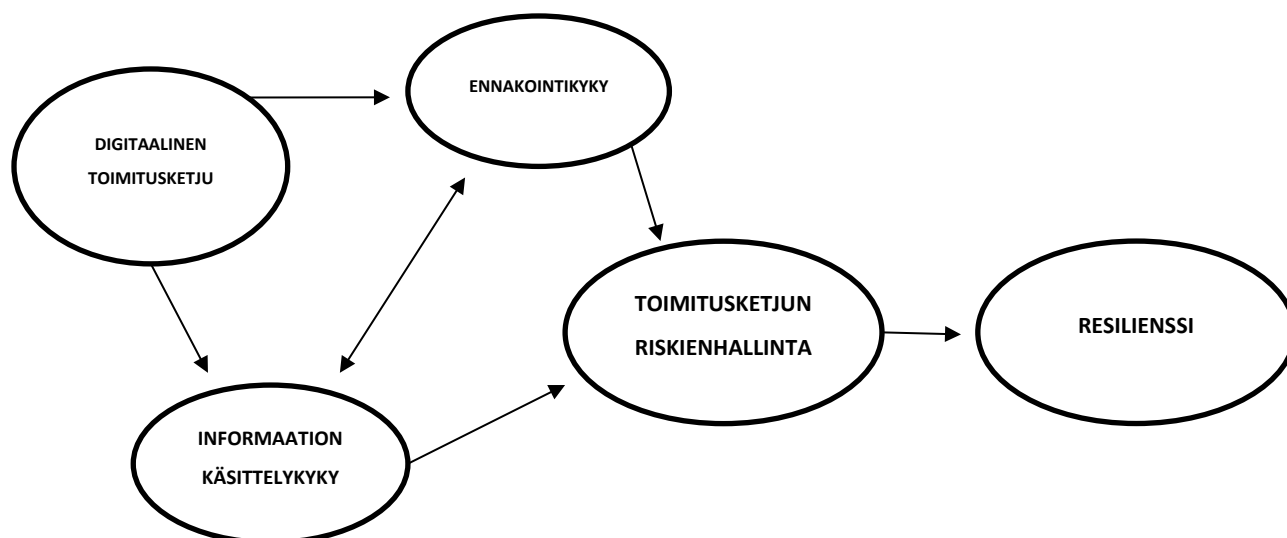 ENNAKOINTIKYKY
DIGITAALINEN
TOIMITUSKETJU
TOIMITUSKETJUN
RISKIENHALLINTA
RESILIENSSI
INFORMAATION
KÄSITTELYKYKY